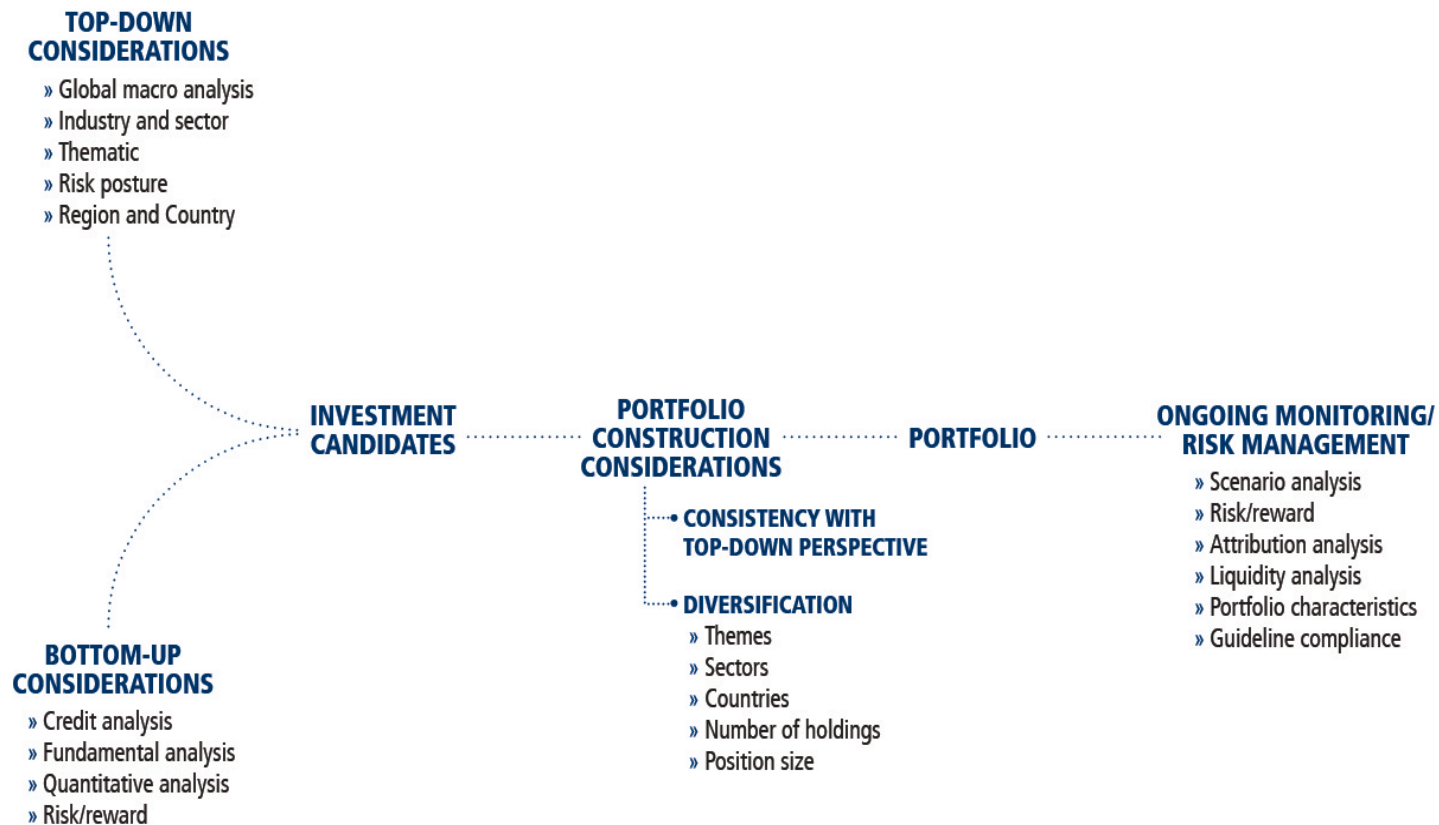 TOP-DOWN
CONSIDERATIONS
» Global macro analysis
» Industry and sector
» Thematic
» Risk posture
» Region and Country
BOTTOM-UP
CONSIDERATIONS
» Credit analysis
» Fundamental analysis
» Quantitative analysis
» Risk/reward
INVESTMENT
CANDIDATES
PORTFOLIO
CONSTRUCTION
CONSIDERATIONS
• CONSISTENCY WITH
TOP-DOWN PERSPECTIVE
• DIVERSIFICATION
» Themes
» Sectors
» Countries
» Number of holdings
» Position size
PORTFOLIO
ONGOING MONITORING/
RISK MANAGEMENT
» Scenario analysis
» Risk/reward
» Attribution analysis
» Liquidity analysis
» Portfolio characteristics
» Guideline compliance